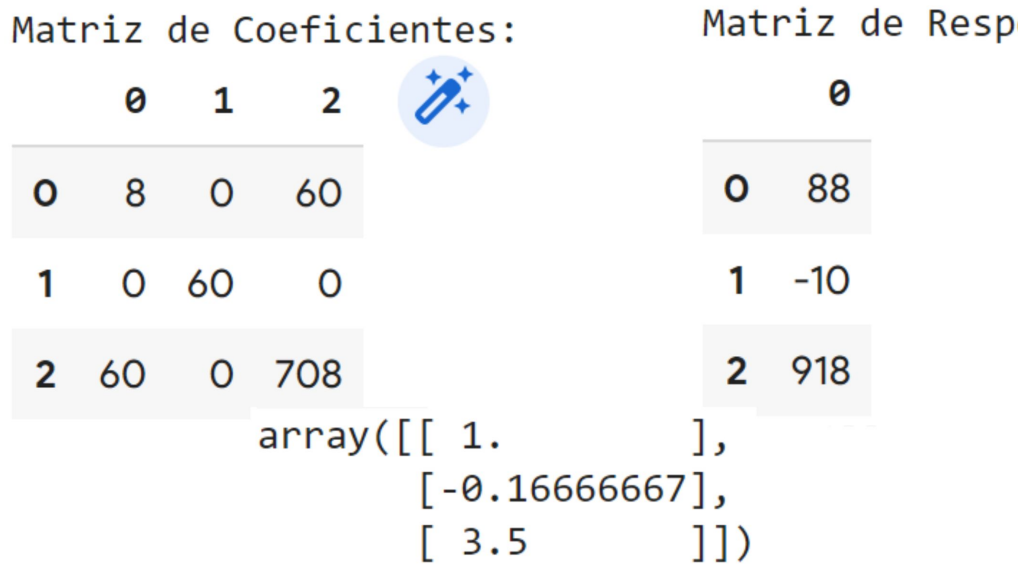 Matriz de Coeficientes:
0 1 2
0 8 0 60
1 0 60 0
2 60 0 708
Matriz de
0
0 88
1 -10
2 918
array([[ 1.        ],
       [-0.16666667],
       [ 3.5       ]])